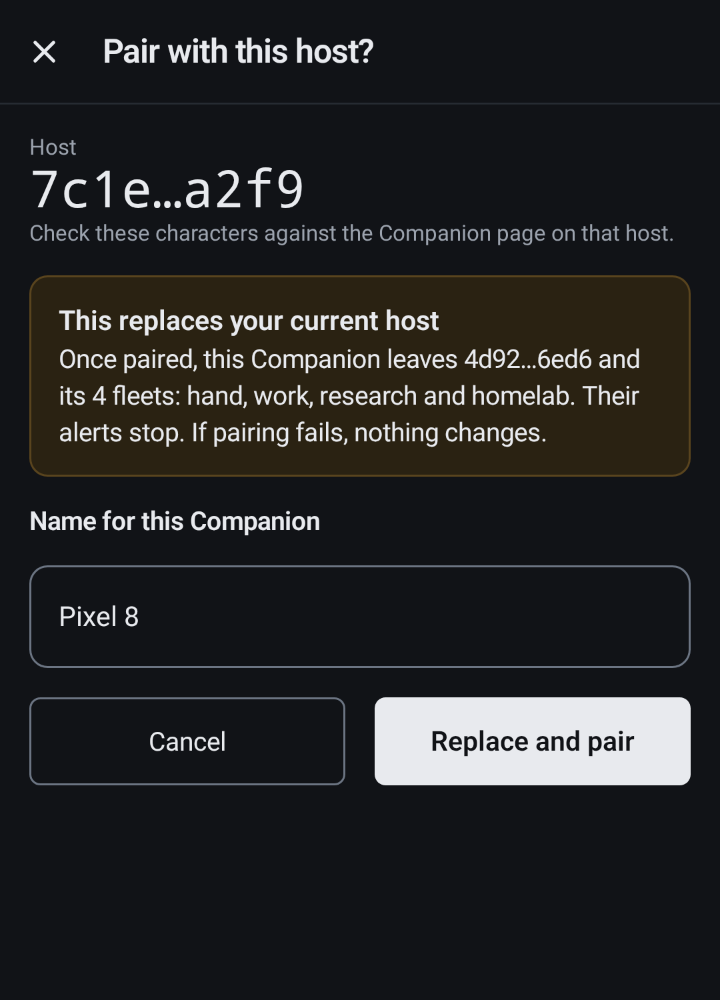 Pair with this host?
Host
7c1e…a2f9
Check these characters against the Companion page on that host.
This replaces your current host
Once paired, this Companion leaves 4d92…6ed6 and
its 4 fleets: hand, work, research and homelab. Their
alerts stop. If pairing fails, nothing changes.
Name for this Companion
Pixel 8
Cancel
Replace and pair